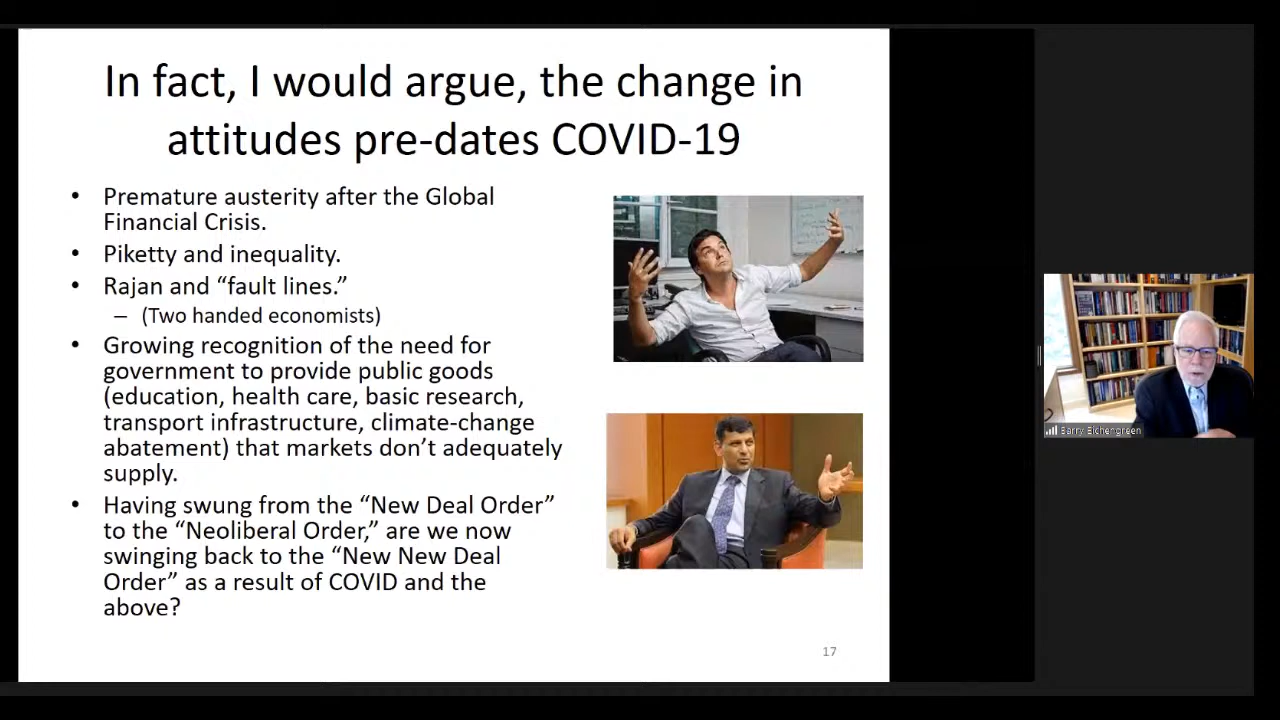 In fact, I would argue, the change in
attitudes pre-dates COVID-19
• Premature austerity after the Global
Financial Crisis.
• Piketty and inequality.
• Rajan and “fault lines.”
– (Two handed economists)
• Growing recognition of the need for
government to provide public goods
(education, health care, basic research,
transport infrastructure, climate-change
abatement) that markets don’t adequately
supply.
• Having swung from the “New Deal Order”
to the “Neoliberal Order,” are we now
swinging back to the “New New Deal
Order” as a result of COVID and the
above?
17
Barry Eichengreen